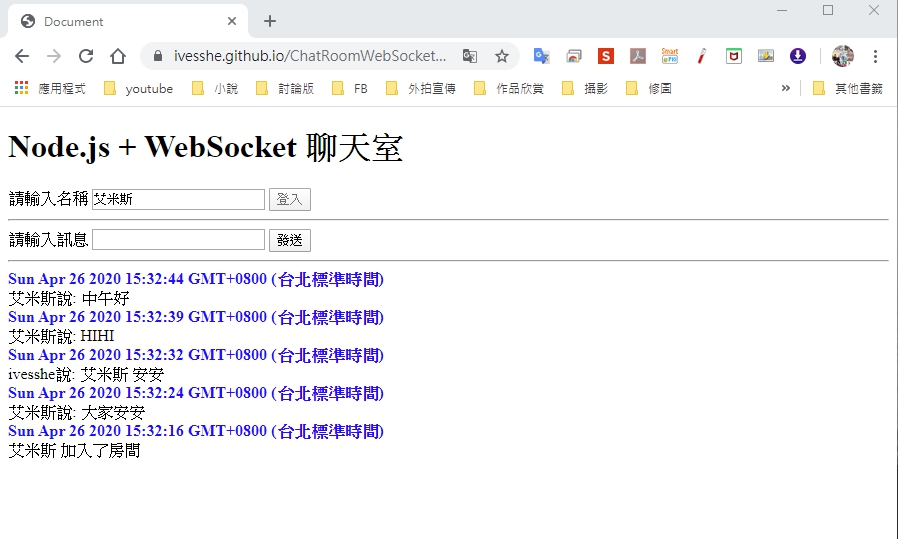 Document
ivesshe.github.io/ChatRoomWebSocket...
應用程式 youtube 小說 討論版 FB 外拍宣傳 作品欣賞 攝影 修圖 » 其他書籤
Node.js + WebSocket 聊天室
請輸入名稱 艾米斯 登入
請輸入訊息 發送
Sun Apr 26 2020 15:32:44 GMT+0800 (台北標準時間)
艾米斯說: 中午好
Sun Apr 26 2020 15:32:39 GMT+0800 (台北標準時間)
艾米斯說: HIHI
Sun Apr 26 2020 15:32:32 GMT+0800 (台北標準時間)
ivesshe說: 艾米斯 安安
Sun Apr 26 2020 15:32:24 GMT+0800 (台北標準時間)
艾米斯說: 大家安安
Sun Apr 26 2020 15:32:16 GMT+0800 (台北標準時間)
艾米斯 加入了房間